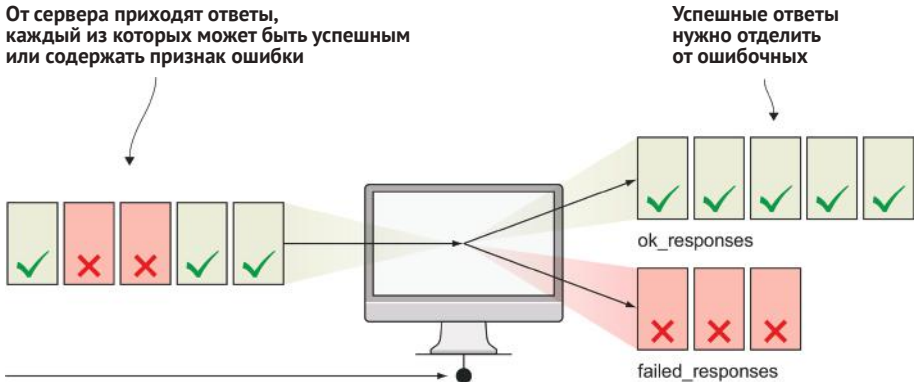 От сервера приходят ответы,
каждый из которых может быть успешным
или содержать признак ошибки
Успешные ответы
нужно отделить
от ошибочных
ok_responses
failed_responses